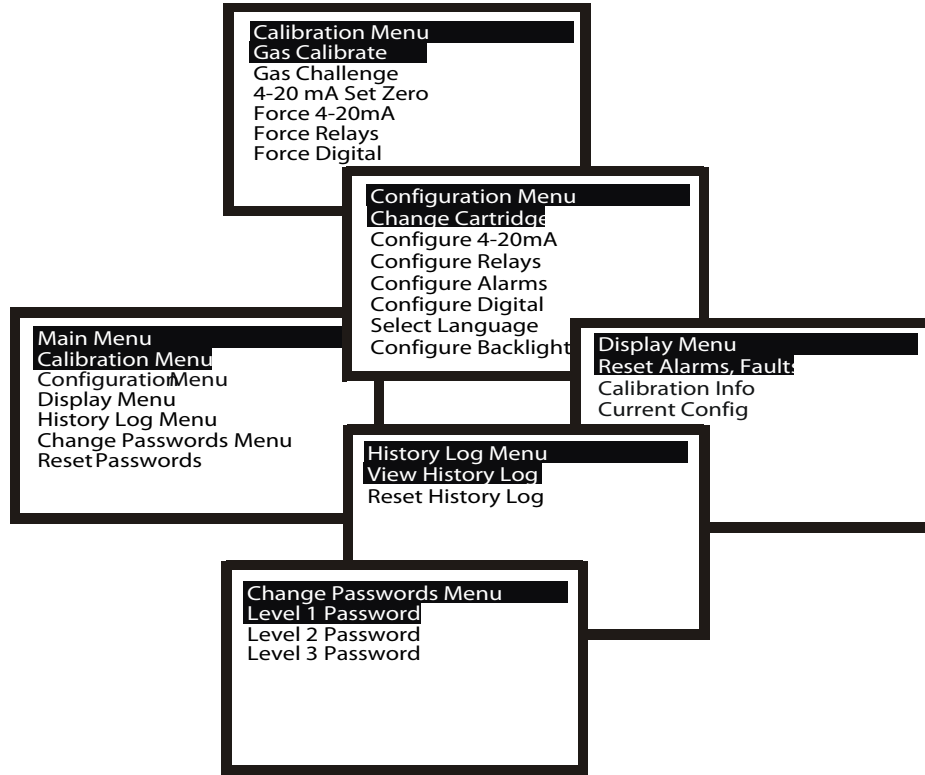 Calibration Menu
Gas Calibrate
Gas Challenge
4-20 mA Set Zero
Force 4-20mA
Force Relays
Force Digital
Configuration Menu
Change Cartridge
Configure 4-20mA
Configure Relays
Configure Alarms
Configure Digital
Select Language
Configure Backlight
Main Menu
Calibration Menu
ConfigurationMenu
Display Menu
History Log Menu
Change Passwords Menu
Reset Passwords
Display Menu
Reset Alarms, Faults
Calibration Info
Current Config
History Log Menu
View History Log
Reset History Log
Change Passwords Menu
Level 1 Password
Level 2 Password
Level 3 Password